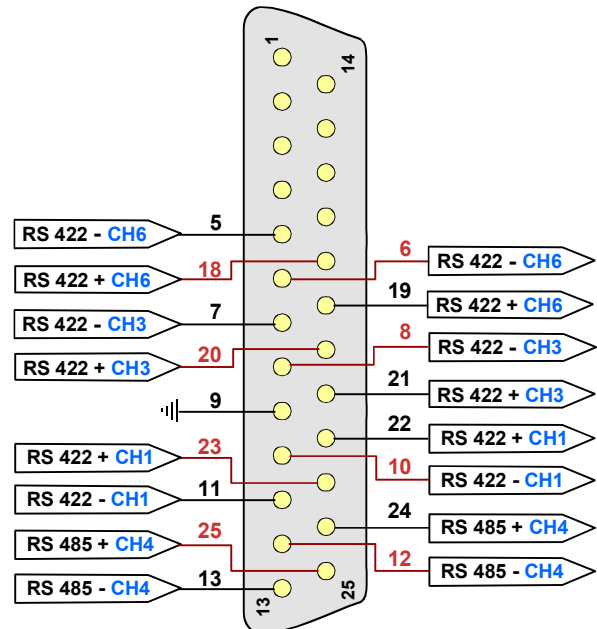 1
14
5
RS 422 - CH6
6
RS 422 - CH6
18
RS 422 + CH6
19
RS 422 + CH6
7
RS 422 - CH3
8
RS 422 - CH3
20
RS 422 + CH3
21
RS 422 + CH3
9
22
RS 422 + CH1
23
RS 422 + CH1
10
RS 422 - CH1
11
RS 422 - CH1
24
RS 485 + CH4
25
RS 485 + CH4
12
RS 485 - CH4
13
RS 485 - CH4
13
25